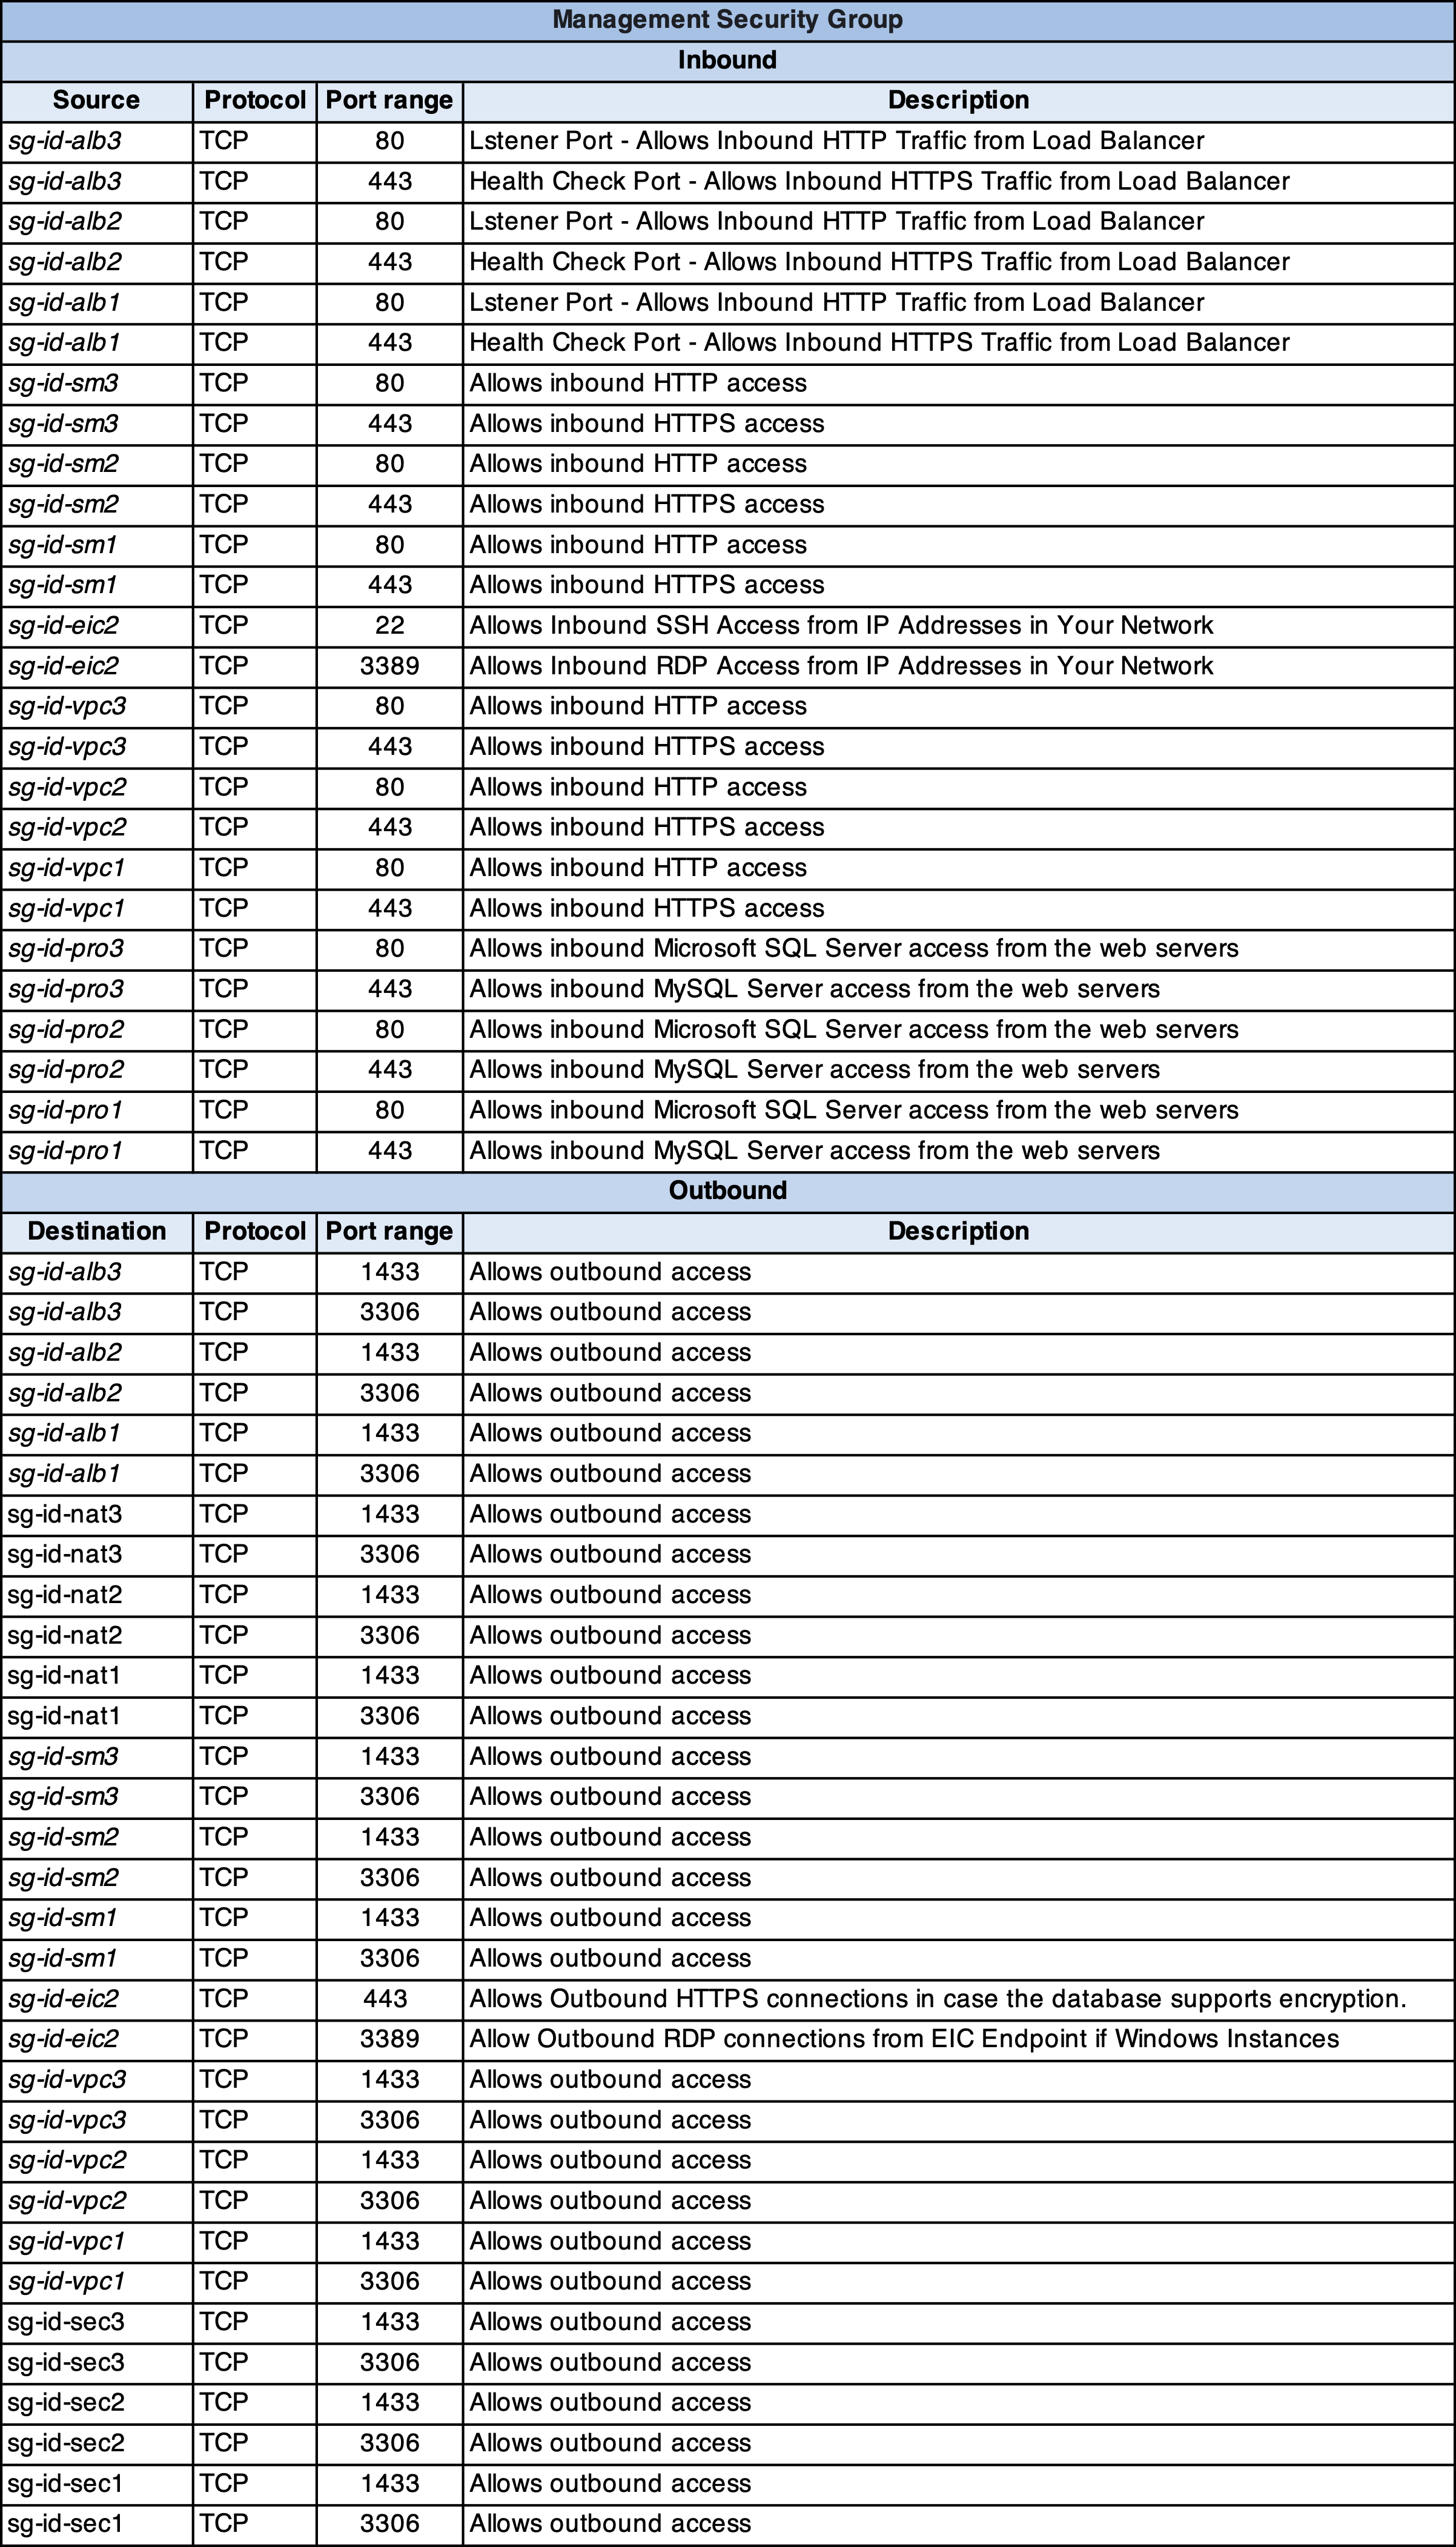 Management Security Group
Inbound
Source Protocol Port range Description
sg-id-alb3 TCP 80 Lstener Port - Allows Inbound HTTP Traffic from Load Balancer
sg-id-alb3 TCP 443 Health Check Port - Allows Inbound HTTPS Traffic from Load Balancer
sg-id-alb2 TCP 80 Lstener Port - Allows Inbound HTTP Traffic from Load Balancer
sg-id-alb2 TCP 443 Health Check Port - Allows Inbound HTTPS Traffic from Load Balancer
sg-id-alb1 TCP 80 Lstener Port - Allows Inbound HTTP Traffic from Load Balancer
sg-id-alb1 TCP 443 Health Check Port - Allows Inbound HTTPS Traffic from Load Balancer
sg-id-sm3 TCP 80 Allows inbound HTTP access
sg-id-sm3 TCP 443 Allows inbound HTTPS access
sg-id-sm2 TCP 80 Allows inbound HTTP access
sg-id-sm2 TCP 443 Allows inbound HTTPS access
sg-id-sm1 TCP 80 Allows inbound HTTP access
sg-id-sm1 TCP 443 Allows inbound HTTPS access
sg-id-eic2 TCP 22 Allows Inbound SSH Access from IP Addresses in Your Network
sg-id-eic2 TCP 3389 Allows Inbound RDP Access from IP Addresses in Your Network
sg-id-vpc3 TCP 80 Allows inbound HTTP access
sg-id-vpc3 TCP 443 Allows inbound HTTPS access
sg-id-vpc2 TCP 80 Allows inbound HTTP access
sg-id-vpc2 TCP 443 Allows inbound HTTPS access
sg-id-vpc1 TCP 80 Allows inbound HTTP access
sg-id-vpc1 TCP 443 Allows inbound HTTPS access
sg-id-pro3 TCP 80 Allows inbound Microsoft SQL Server access from the web servers
sg-id-pro3 TCP 443 Allows inbound MySQL Server access from the web servers
sg-id-pro2 TCP 80 Allows inbound Microsoft SQL Server access from the web servers
sg-id-pro2 TCP 443 Allows inbound MySQL Server access from the web servers
sg-id-pro1 TCP 80 Allows inbound Microsoft SQL Server access from the web servers
sg-id-pro1 TCP 443 Allows inbound MySQL Server access from the web servers
Outbound
Destination Protocol Port range Description
sg-id-alb3 TCP 1433 Allows outbound access
sg-id-alb3 TCP 3306 Allows outbound access
sg-id-alb2 TCP 1433 Allows outbound access
sg-id-alb2 TCP 3306 Allows outbound access
sg-id-alb1 TCP 1433 Allows outbound access
sg-id-alb1 TCP 3306 Allows outbound access
sg-id-nat3 TCP 1433 Allows outbound access
sg-id-nat3 TCP 3306 Allows outbound access
sg-id-nat2 TCP 1433 Allows outbound access
sg-id-nat2 TCP 3306 Allows outbound access
sg-id-nat1 TCP 1433 Allows outbound access
sg-id-nat1 TCP 3306 Allows outbound access
sg-id-sm3 TCP 1433 Allows outbound access
sg-id-sm3 TCP 3306 Allows outbound access
sg-id-sm2 TCP 1433 Allows outbound access
sg-id-sm2 TCP 3306 Allows outbound access
sg-id-sm1 TCP 1433 Allows outbound access
sg-id-sm1 TCP 3306 Allows outbound access
sg-id-eic2 TCP 443 Allows Outbound HTTPS connections in case the database supports encryption.
sg-id-eic2 TCP 3389 Allow Outbound RDP connections from EIC Endpoint if Windows Instances
sg-id-vpc3 TCP 1433 Allows outbound access
sg-id-vpc3 TCP 3306 Allows outbound access
sg-id-vpc2 TCP 1433 Allows outbound access
sg-id-vpc2 TCP 3306 Allows outbound access
sg-id-vpc1 TCP 1433 Allows outbound access
sg-id-vpc1 TCP 3306 Allows outbound access
sg-id-sec3 TCP 1433 Allows outbound access
sg-id-sec3 TCP 3306 Allows outbound access
sg-id-sec2 TCP 1433 Allows outbound access
sg-id-sec2 TCP 3306 Allows outbound access
sg-id-sec1 TCP 1433 Allows outbound access
sg-id-sec1 TCP 3306 Allows outbound access